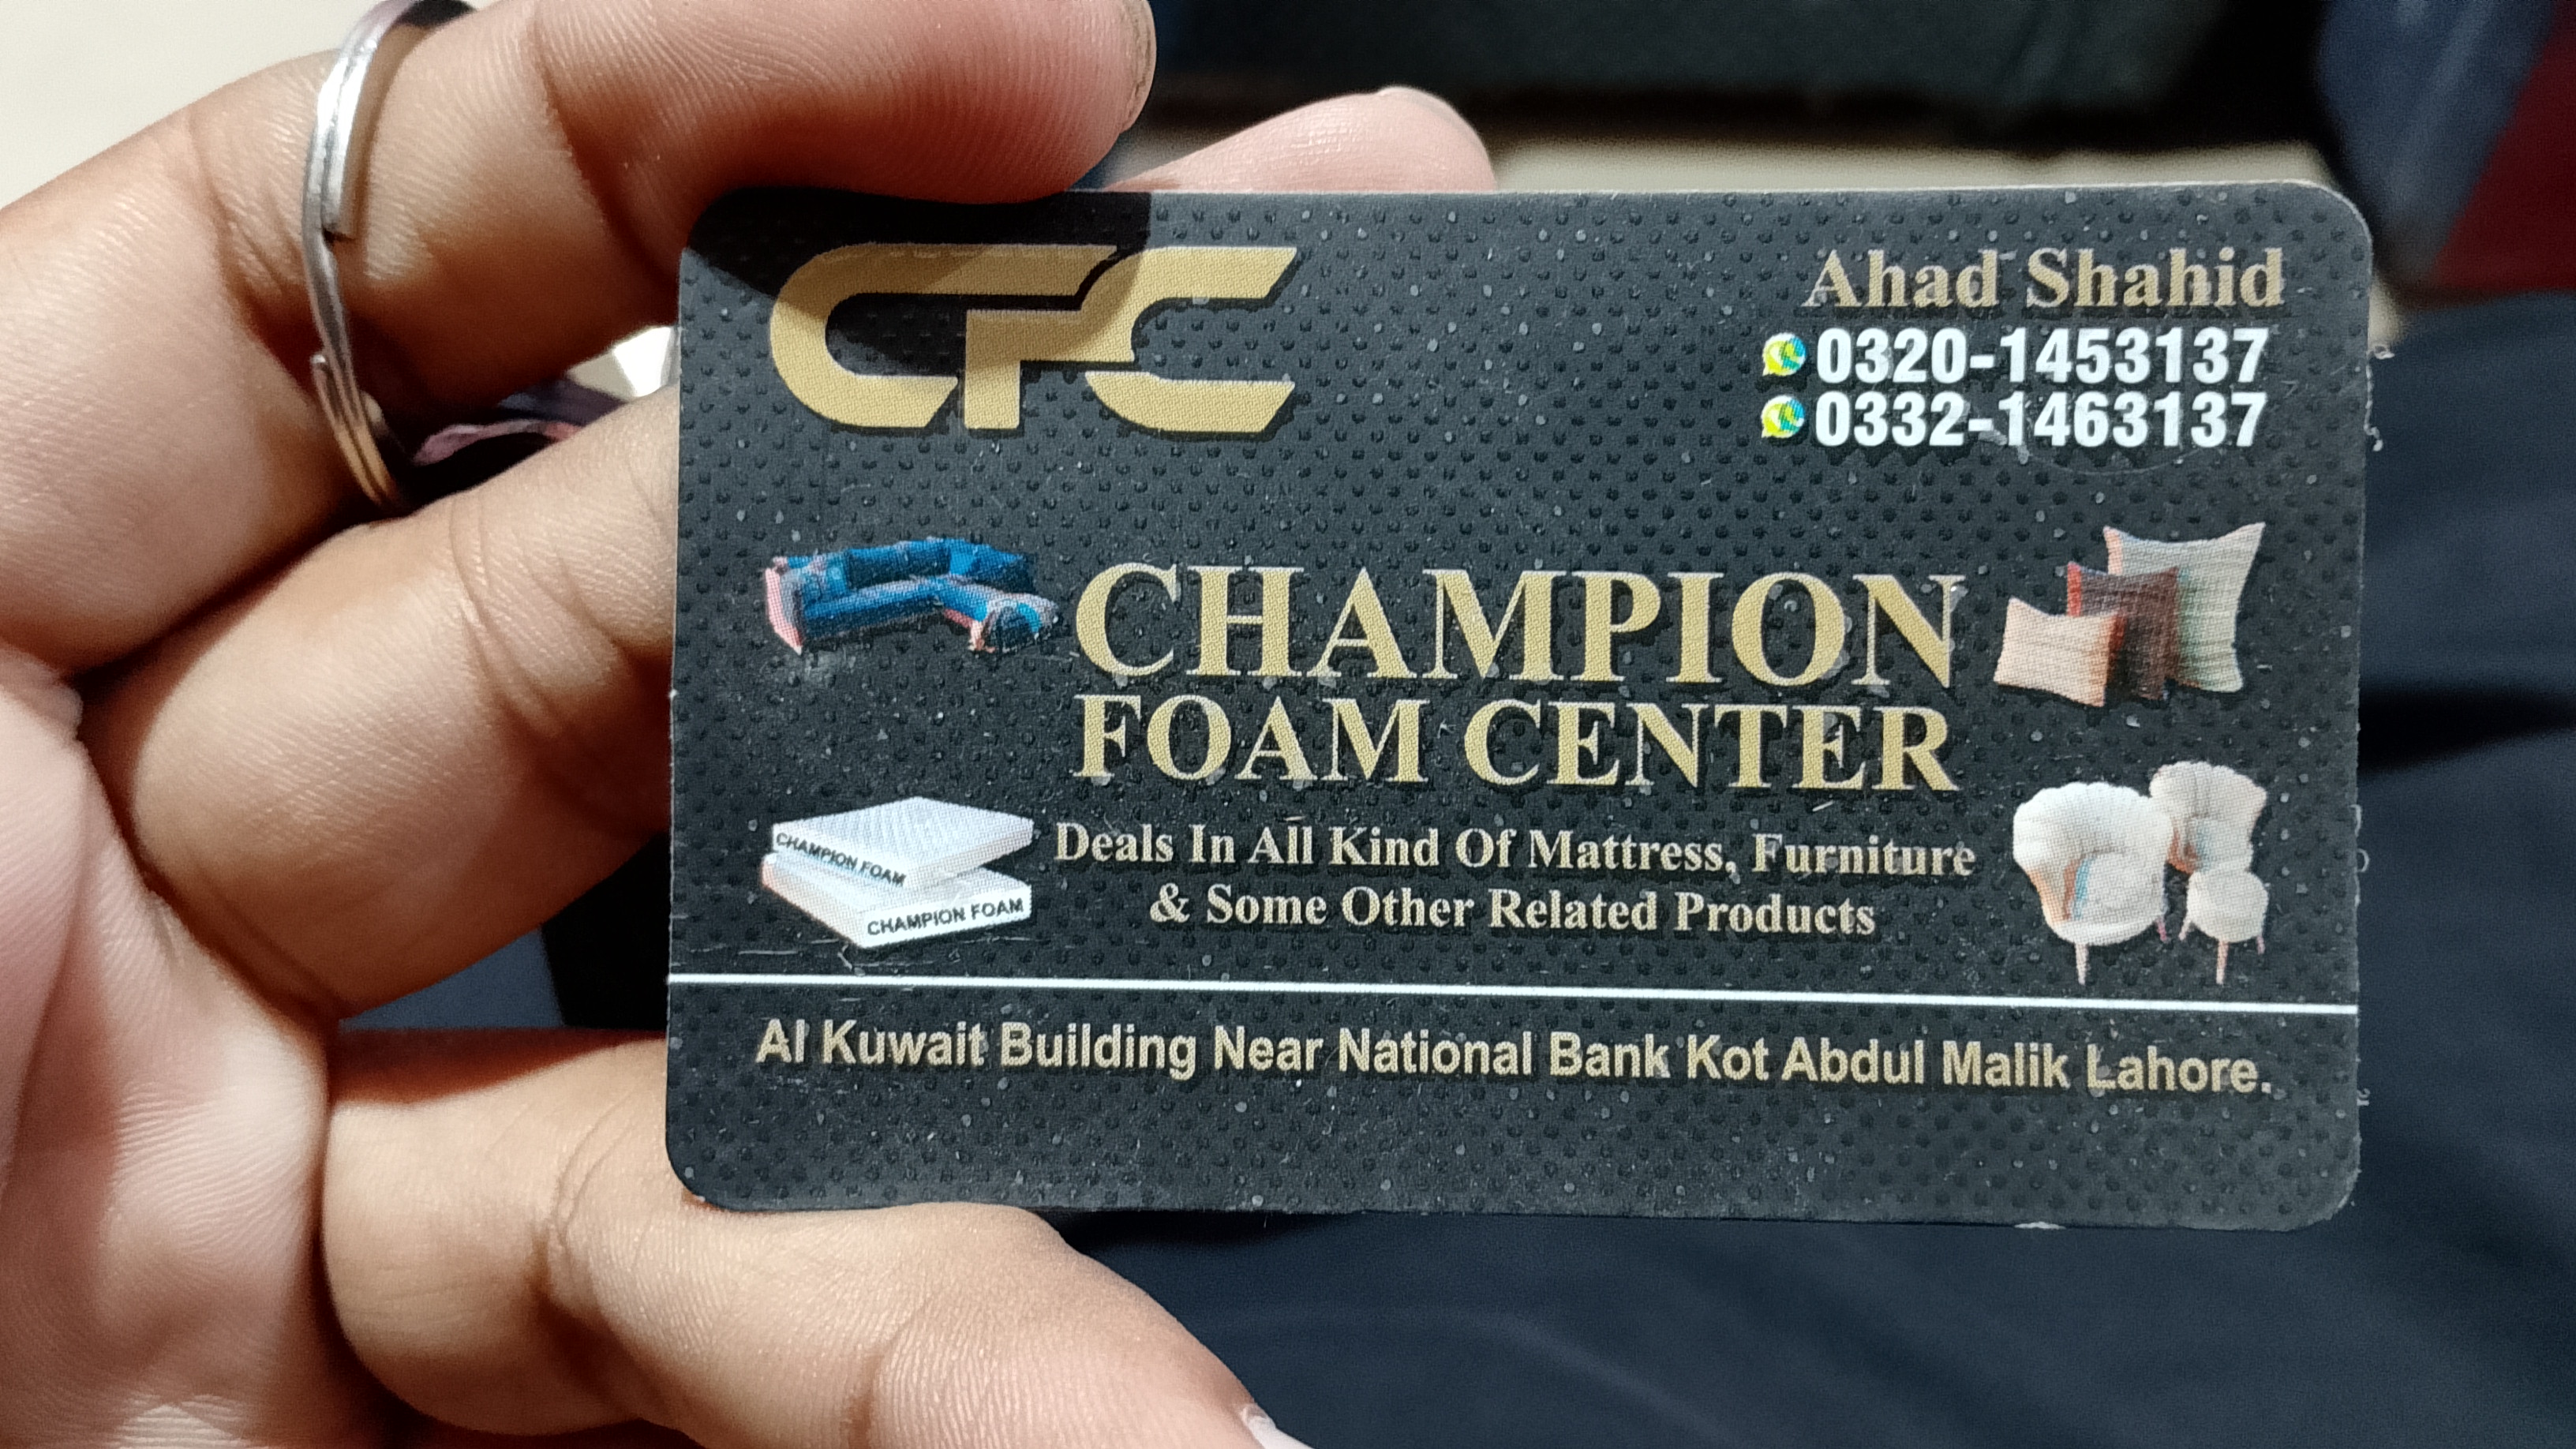 CFC
Ahad Shahid
0320-1453137
0332-1463137
CHAMPION
FOAM CENTER
CHAMPION FOAM
CHAMPION FOAM
Deals In All Kind Of Mattress, Furniture
& Some Other Related Products
Al Kuwait Building Near National Bank Kot Abdul Malik Lahore.